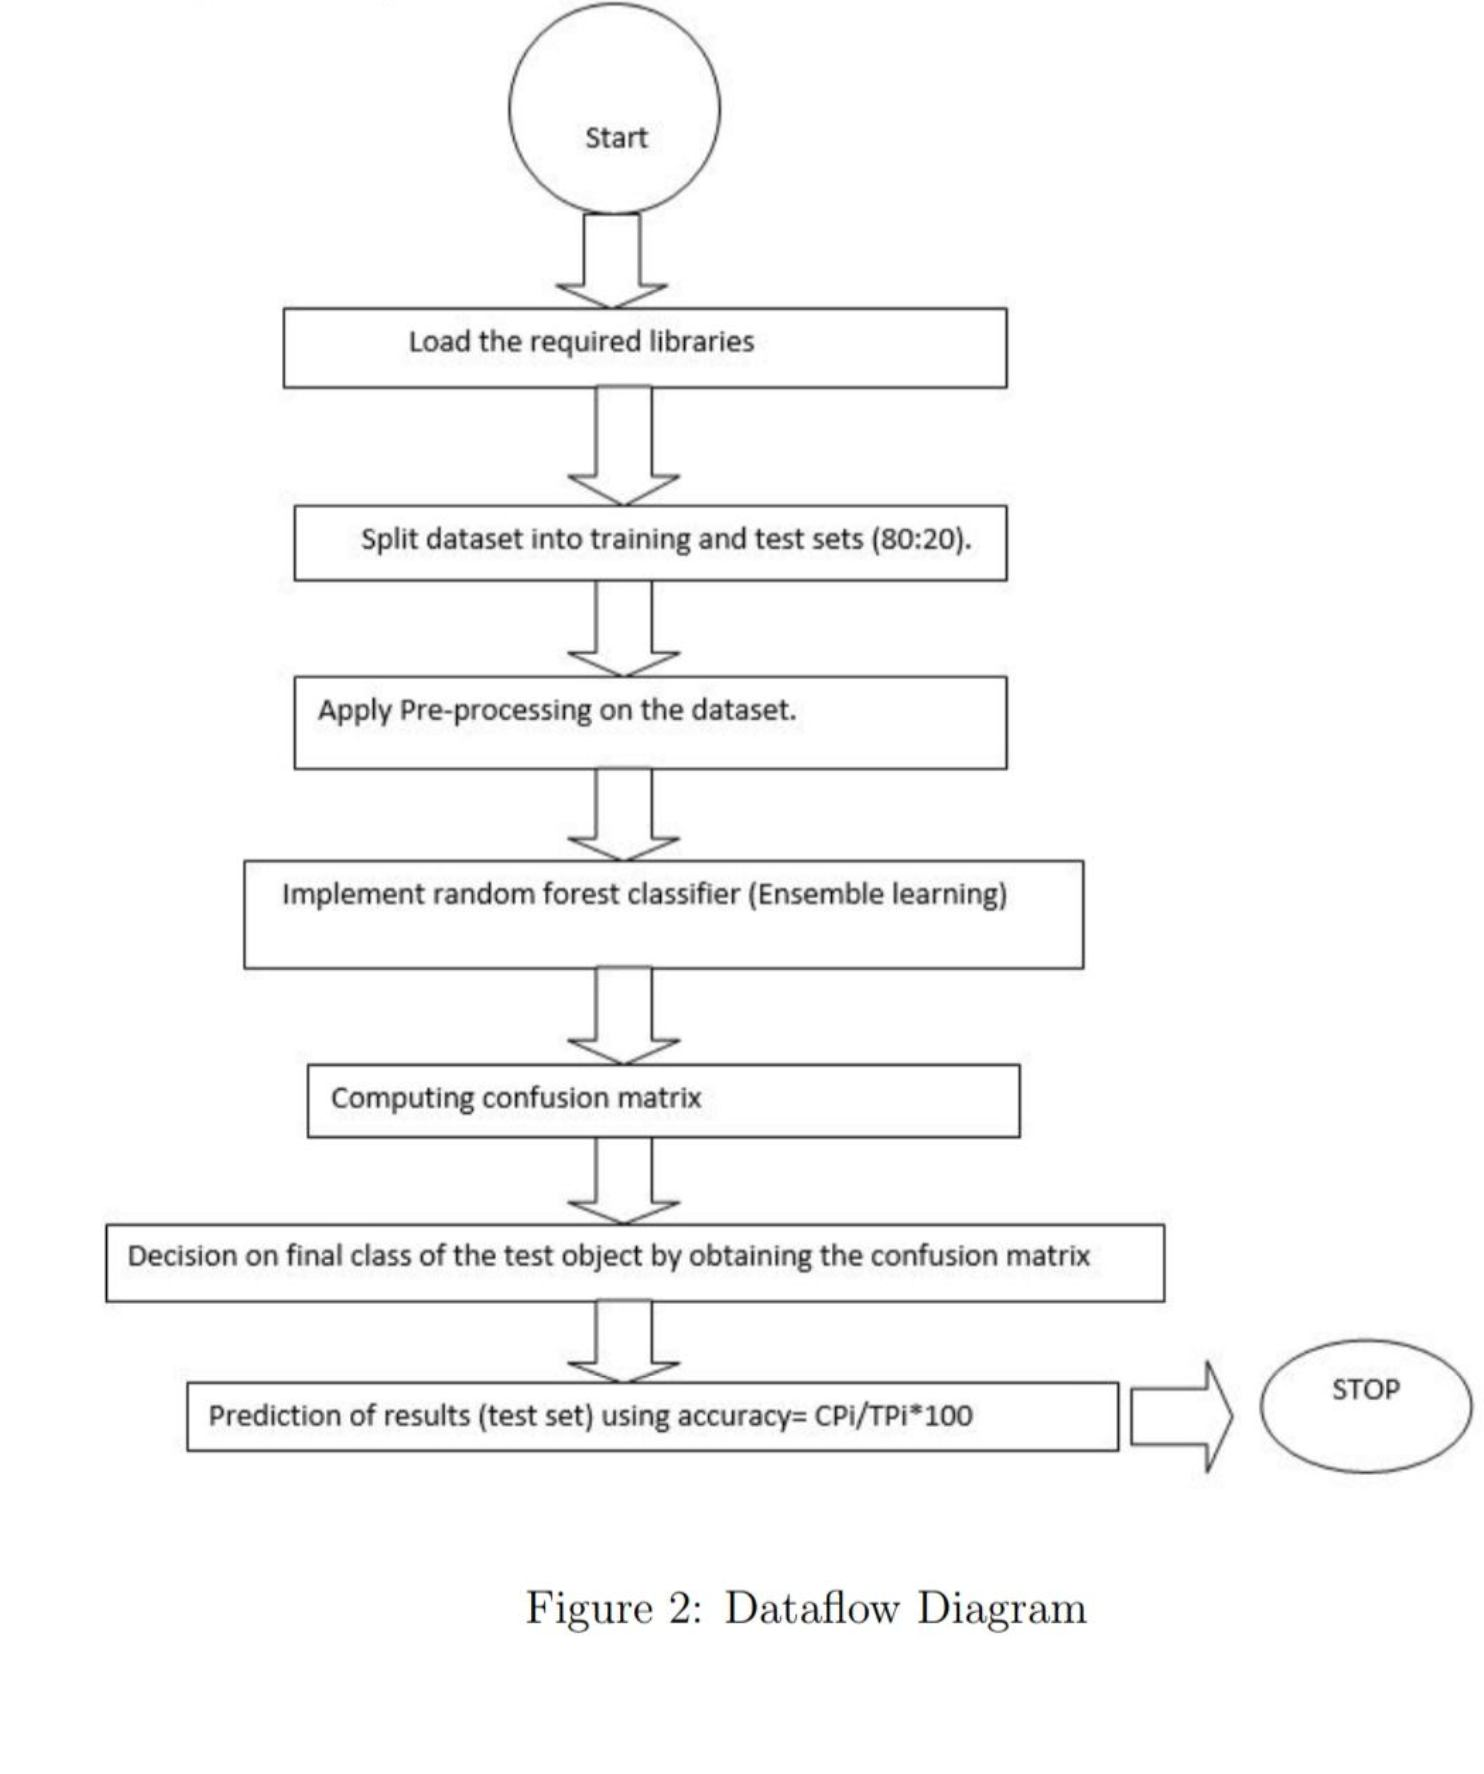 Start
Load the required libraries
Split dataset into training and test sets (80:20).
Apply Pre-processing on the dataset.
Implement random forest classifier (Ensemble learning)
Computing confusion matrix
Decision on final class of the test object by obtaining the confusion matrix
Prediction of results (test set) using accuracy= CPi/TPi*100
STOP
Figure 2: Dataflow Diagram